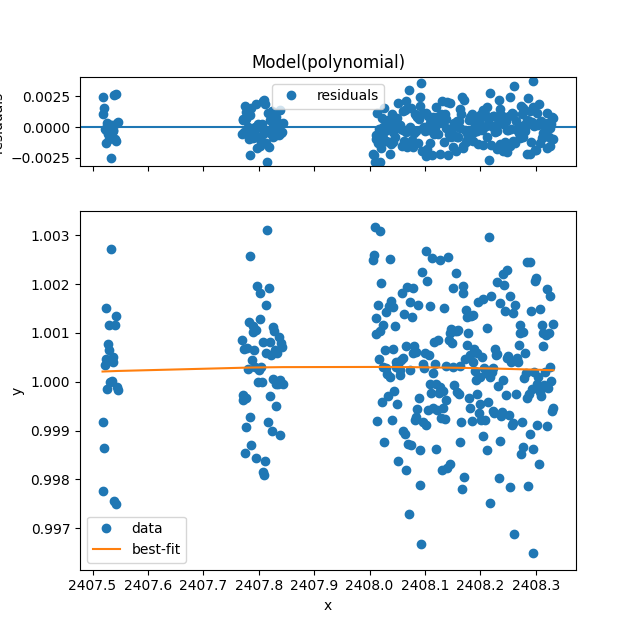 Model(polynomial)
residuals
0.0025
0.0000
−0.0025
residuals
1.003
1.002
1.001
1.000
0.999
0.998
0.997
y
data
best-fit
2407.5 2407.6 2407.7 2407.8 2407.9 2408.0 2408.1 2408.2 2408.3
x